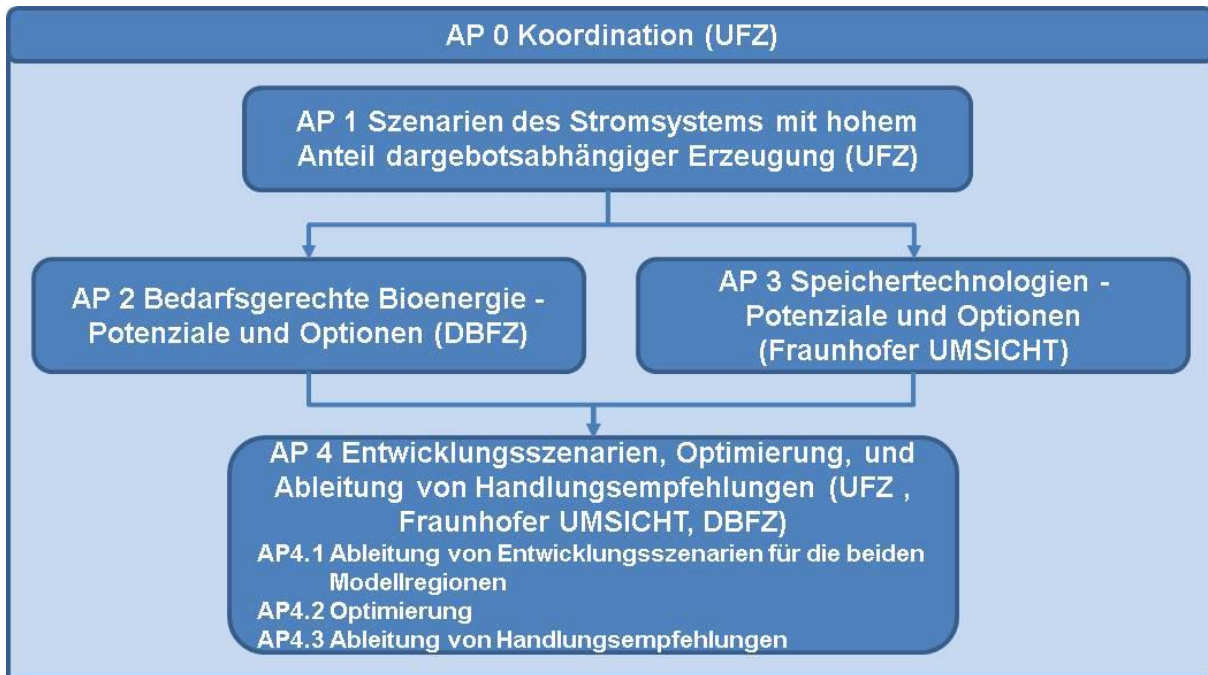 AP 0 Koordination (UFZ)
AP 1 Szenarien des Stromsystems mit hohem
Anteil dargebotsabhängiger Erzeugung (UFZ)
AP 2 Bedarfsgerechte Bioenergie -
Potenziale und Optionen (DBFZ)
AP 3 Speichertechnologien -
Potenziale und Optionen
(Fraunhofer UMSICHT)
AP 4 Entwicklungsszenarien, Optimierung, und
Ableitung von Handlungsempfehlungen (UFZ ,
Fraunhofer UMSICHT, DBFZ)
AP4.1 Ableitung von Entwicklungsszenarien für die beiden
Modellregionen
AP4.2 Optimierung
AP4.3 Ableitung von Handlungsempfehlungen